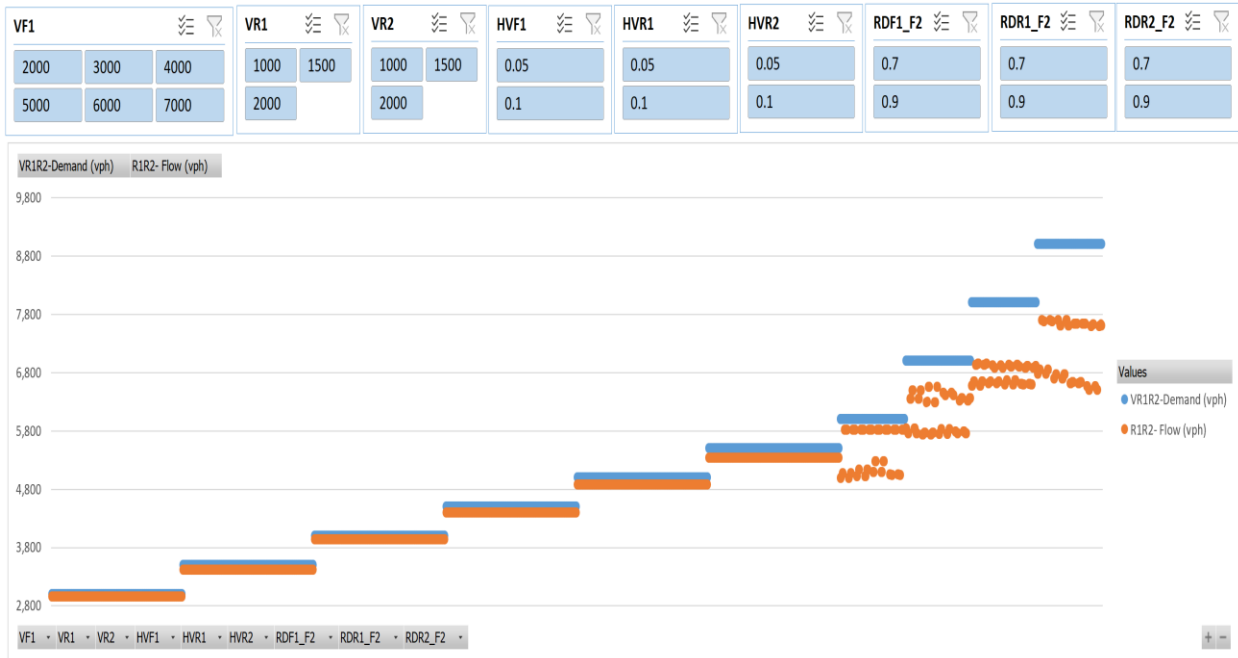 VF1 VR1 VR2 HVF1 HVR1 HVR2 RDF1_F2 RDR1_F2 RDR2_F2
2000 3000 4000 1000 1500 1000 1500 0.05 0.05 0.05 0.7 0.7 0.7
5000 6000 7000 2000 2000 0.1 0.1 0.1 0.9 0.9 0.9
VR1R2-Demand (vph) R1R2- Flow (vph)
9,800
8,800
7,800
6,800
5,800
4,800
3,800
2,800
Values
VR1R2-Demand (vph)
R1R2- Flow (vph)
VF1 VR1 VR2 HVF1 HVR1 HVR2 RDF1_F2 RDR1_F2 RDR2_F2
+ -